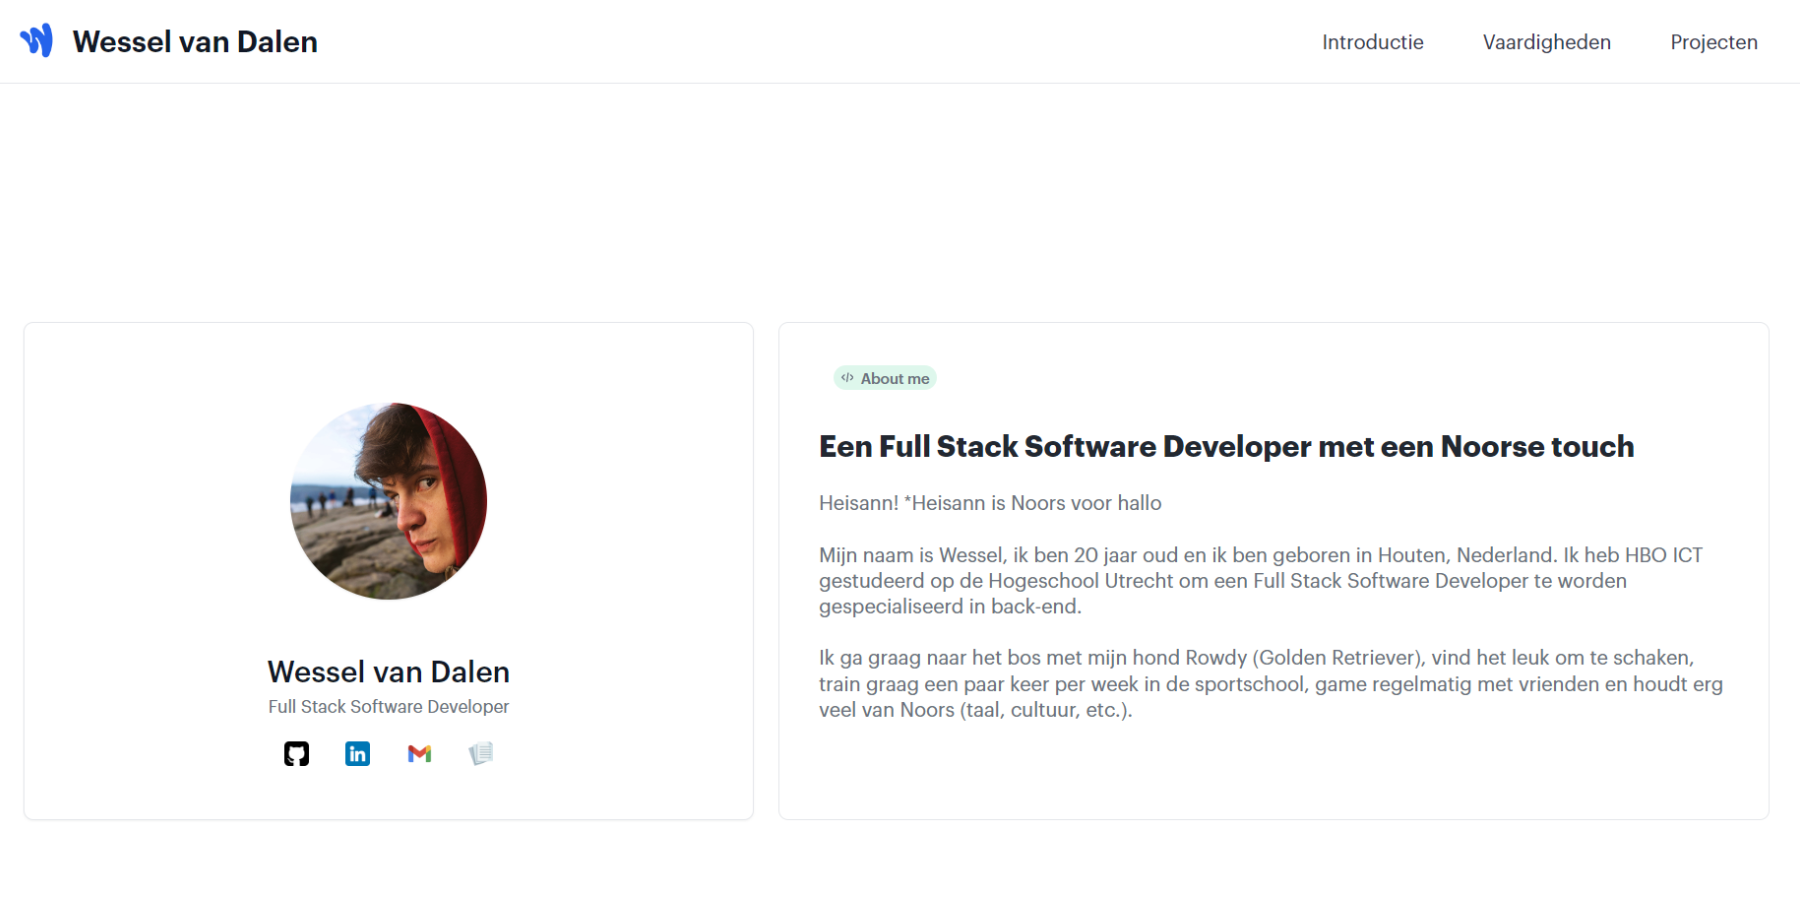 Wessel van Dalen
Introductie
Vaardigheden
Projecten
Wessel van Dalen
Full Stack Software Developer
in
</> About me
Een Full Stack Software Developer met een Noorse touch
Heisann! *Heisann is Noors voor hallo
Mijn naam is Wessel, ik ben 20 jaar oud en ik ben geboren in Houten, Nederland. Ik heb HBO ICT
gestudeerd op de Hogeschool Utrecht om een Full Stack Software Developer te worden
gespecialiseerd in back-end.
Ik ga graag naar het bos met mijn hond Rowdy (Golden Retriever), vind het leuk om te schaken,
train graag een paar keer per week in de sportschool, game regelmatig met vrienden en houdt erg
veel van Noors (taal, cultuur, etc.).